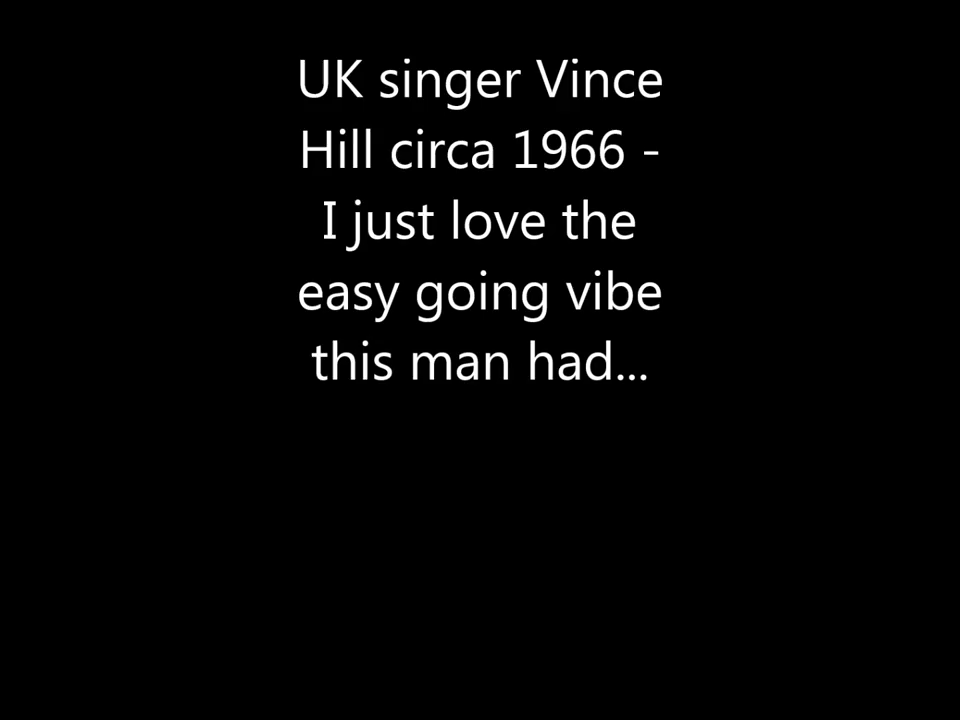 UK singer Vince
Hill circa 1966 -
I just love the
easy going vibe
this man had...